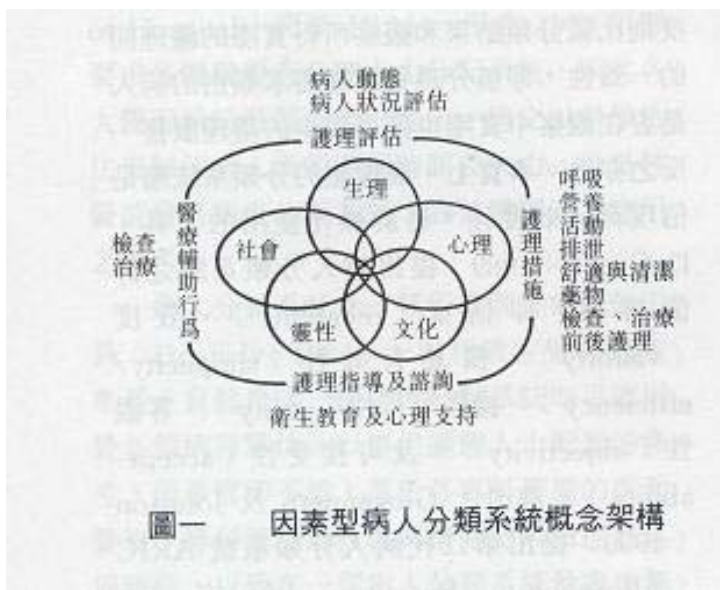 病人動態
病人狀況評估
護理評估
生理
社會
心理
靈性
文化
醫療輔助行為
檢查
治療
護理措施
呼吸
營養
活動
排泄
舒適與清潔
藥物
檢查、治療
前後護理
護理指導及諮詢
衛生教育及心理支持
圖一 因素型病人分類系統概念架構